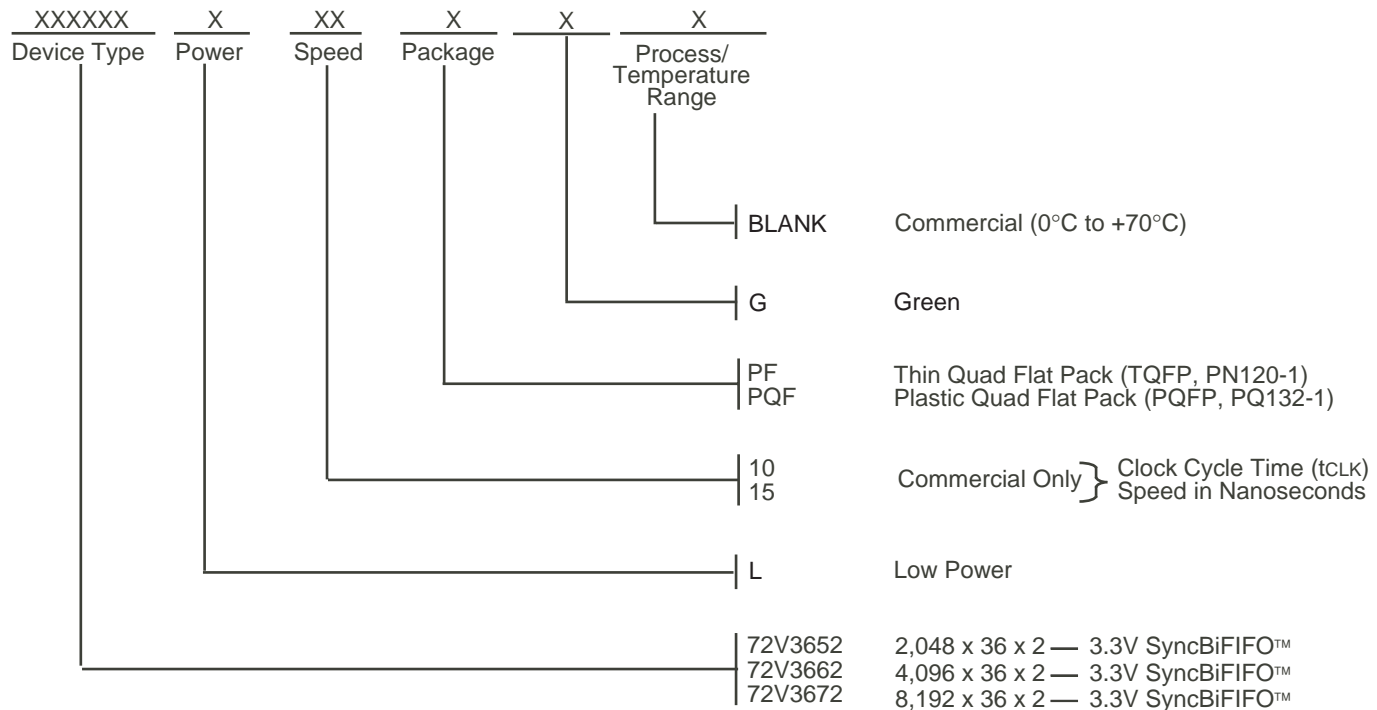 XXXXXX X XX X X X
Device Type Power Speed Package Process/
Temperature
Range
BLANK Commercial (0°C to +70°C)
G Green
PF Thin Quad Flat Pack (TQFP, PN120-1)
PQF Plastic Quad Flat Pack (PQFP, PQ132-1)
10
15
Commercial Only } Clock Cycle Time (tCLK)
Speed in Nanoseconds
L Low Power
72V3652 2,048 x 36 x 2 — 3.3V SyncBiFIFO™
72V3662 4,096 x 36 x 2 — 3.3V SyncBiFIFO™
72V3672 8,192 x 36 x 2 — 3.3V SyncBiFIFO™